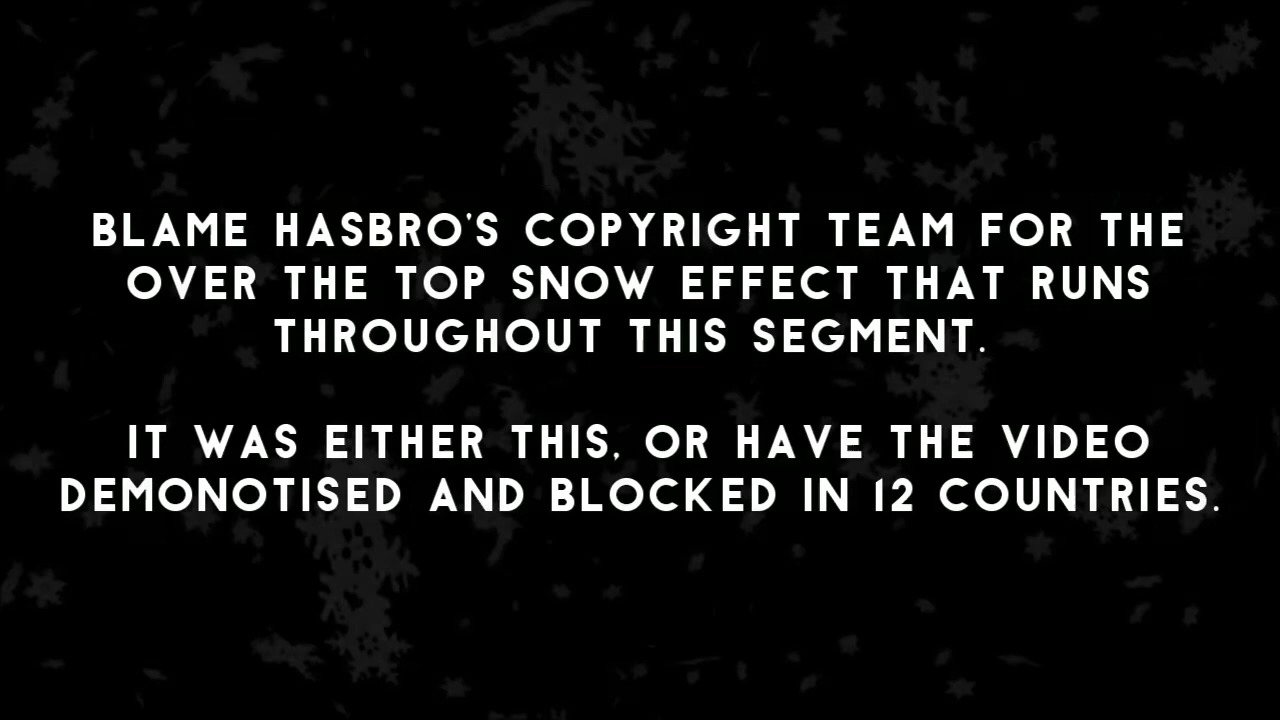 BLAME HASBRO'S COPYRIGHT TEAM FOR THE
OVER THE TOP SNOW EFFECT THAT RUNS
THROUGHOUT THIS SEGMENT.
IT WAS EITHER THIS, OR HAVE THE VIDEO
DEMONOTISED AND BLOCKED IN 12 COUNTRIES.